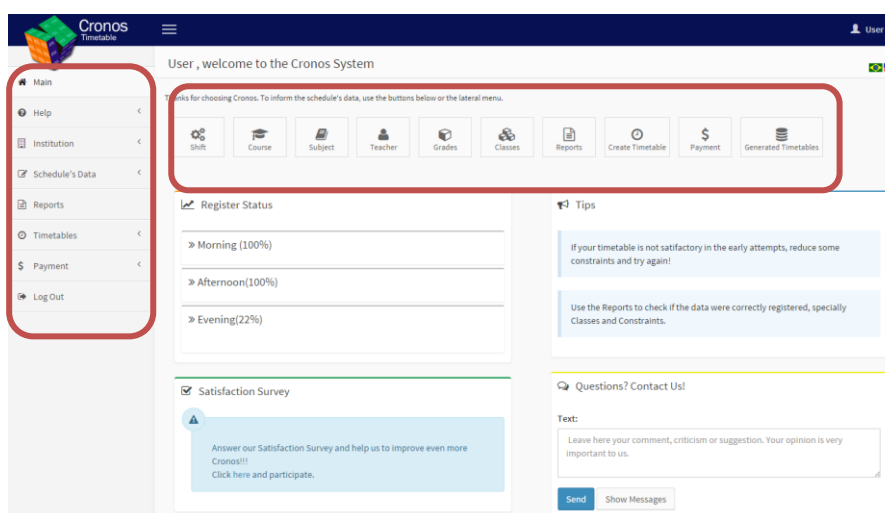 Cronos
Timetable
User
User , welcome to the Cronos System
Main
Help
Institution
Schedule's Data
Reports
Timetables
Payment
Log Out
Thanks for choosing Cronos. To inform the schedule's data, use the buttons below or the lateral menu.
Shift
Course
Subject
Teacher
Grades
Classes
Reports
Create Timetable
Payment
Generated Timetables
Register Status
» Morning (100%)
» Afternoon(100%)
» Evening(22%)
Tips
If your timetable is not satifactory in the early attempts, reduce some
constraints and try again!
Use the Reports to check if the data were correctly registered, specially
Classes and Constraints.
Satisfaction Survey
Answer our Satisfaction Survey and help us to improve even more
Cronos!!!
Click here and participate.
Questions? Contact Us!
Text:
Leave here your comment, criticism or suggestion. Your opinion is very
important to us.
Send
Show Messages